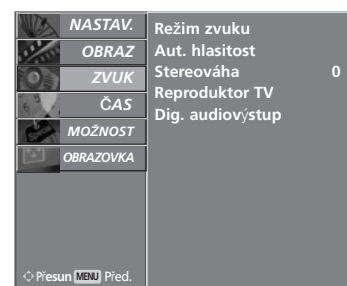 NASTAV.
OBRAZ
ZVUK
ČAS
MOŽNOST
OBRAZOVKA
Přesun MENU Před.
Režim zvuku
Aut. hlasitost
Stereováha 0
Reproduktor TV
Dig. audiovýstup